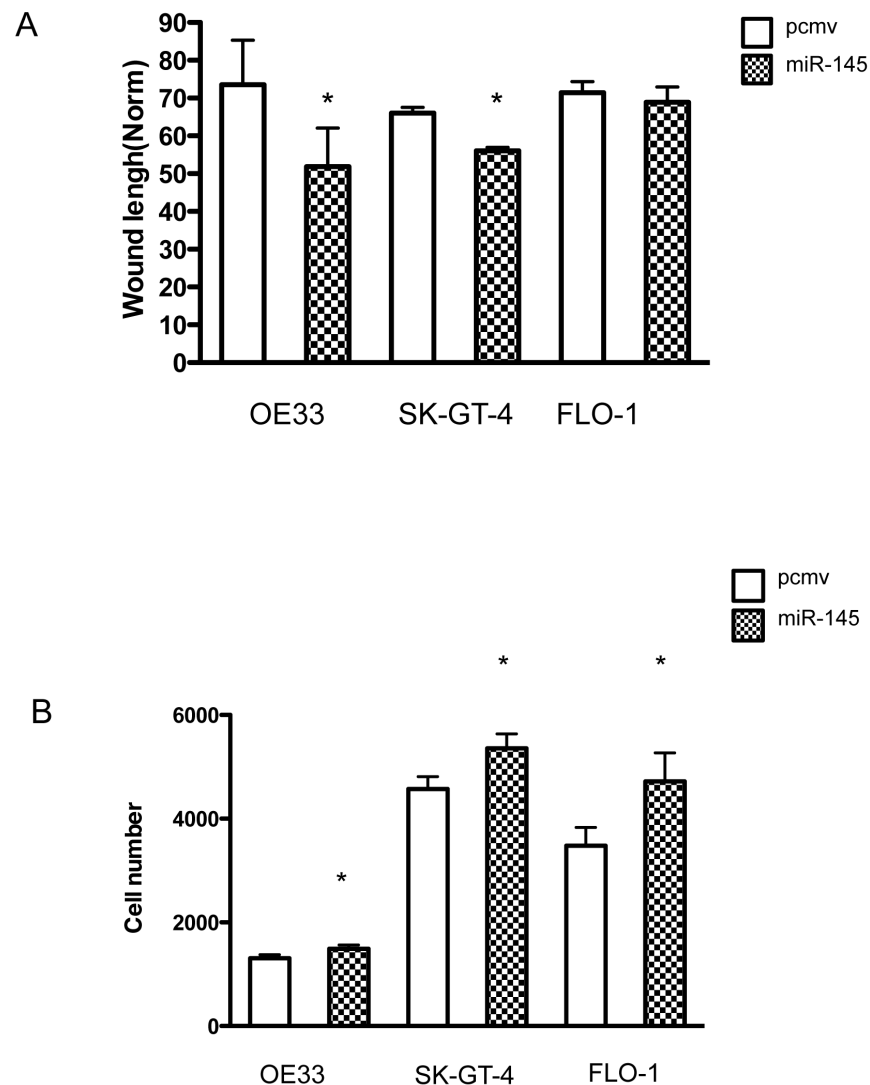 A
pcmv
miR-145
Wound lengh(Norm)
90
80
70
60
50
40
30
20
10
0
*
*
OE33
SK-GT-4
FLO-1
pcmv
miR-145
B
Cell number
6000
4000
2000
0
*
*
*
OE33
SK-GT-4
FLO-1